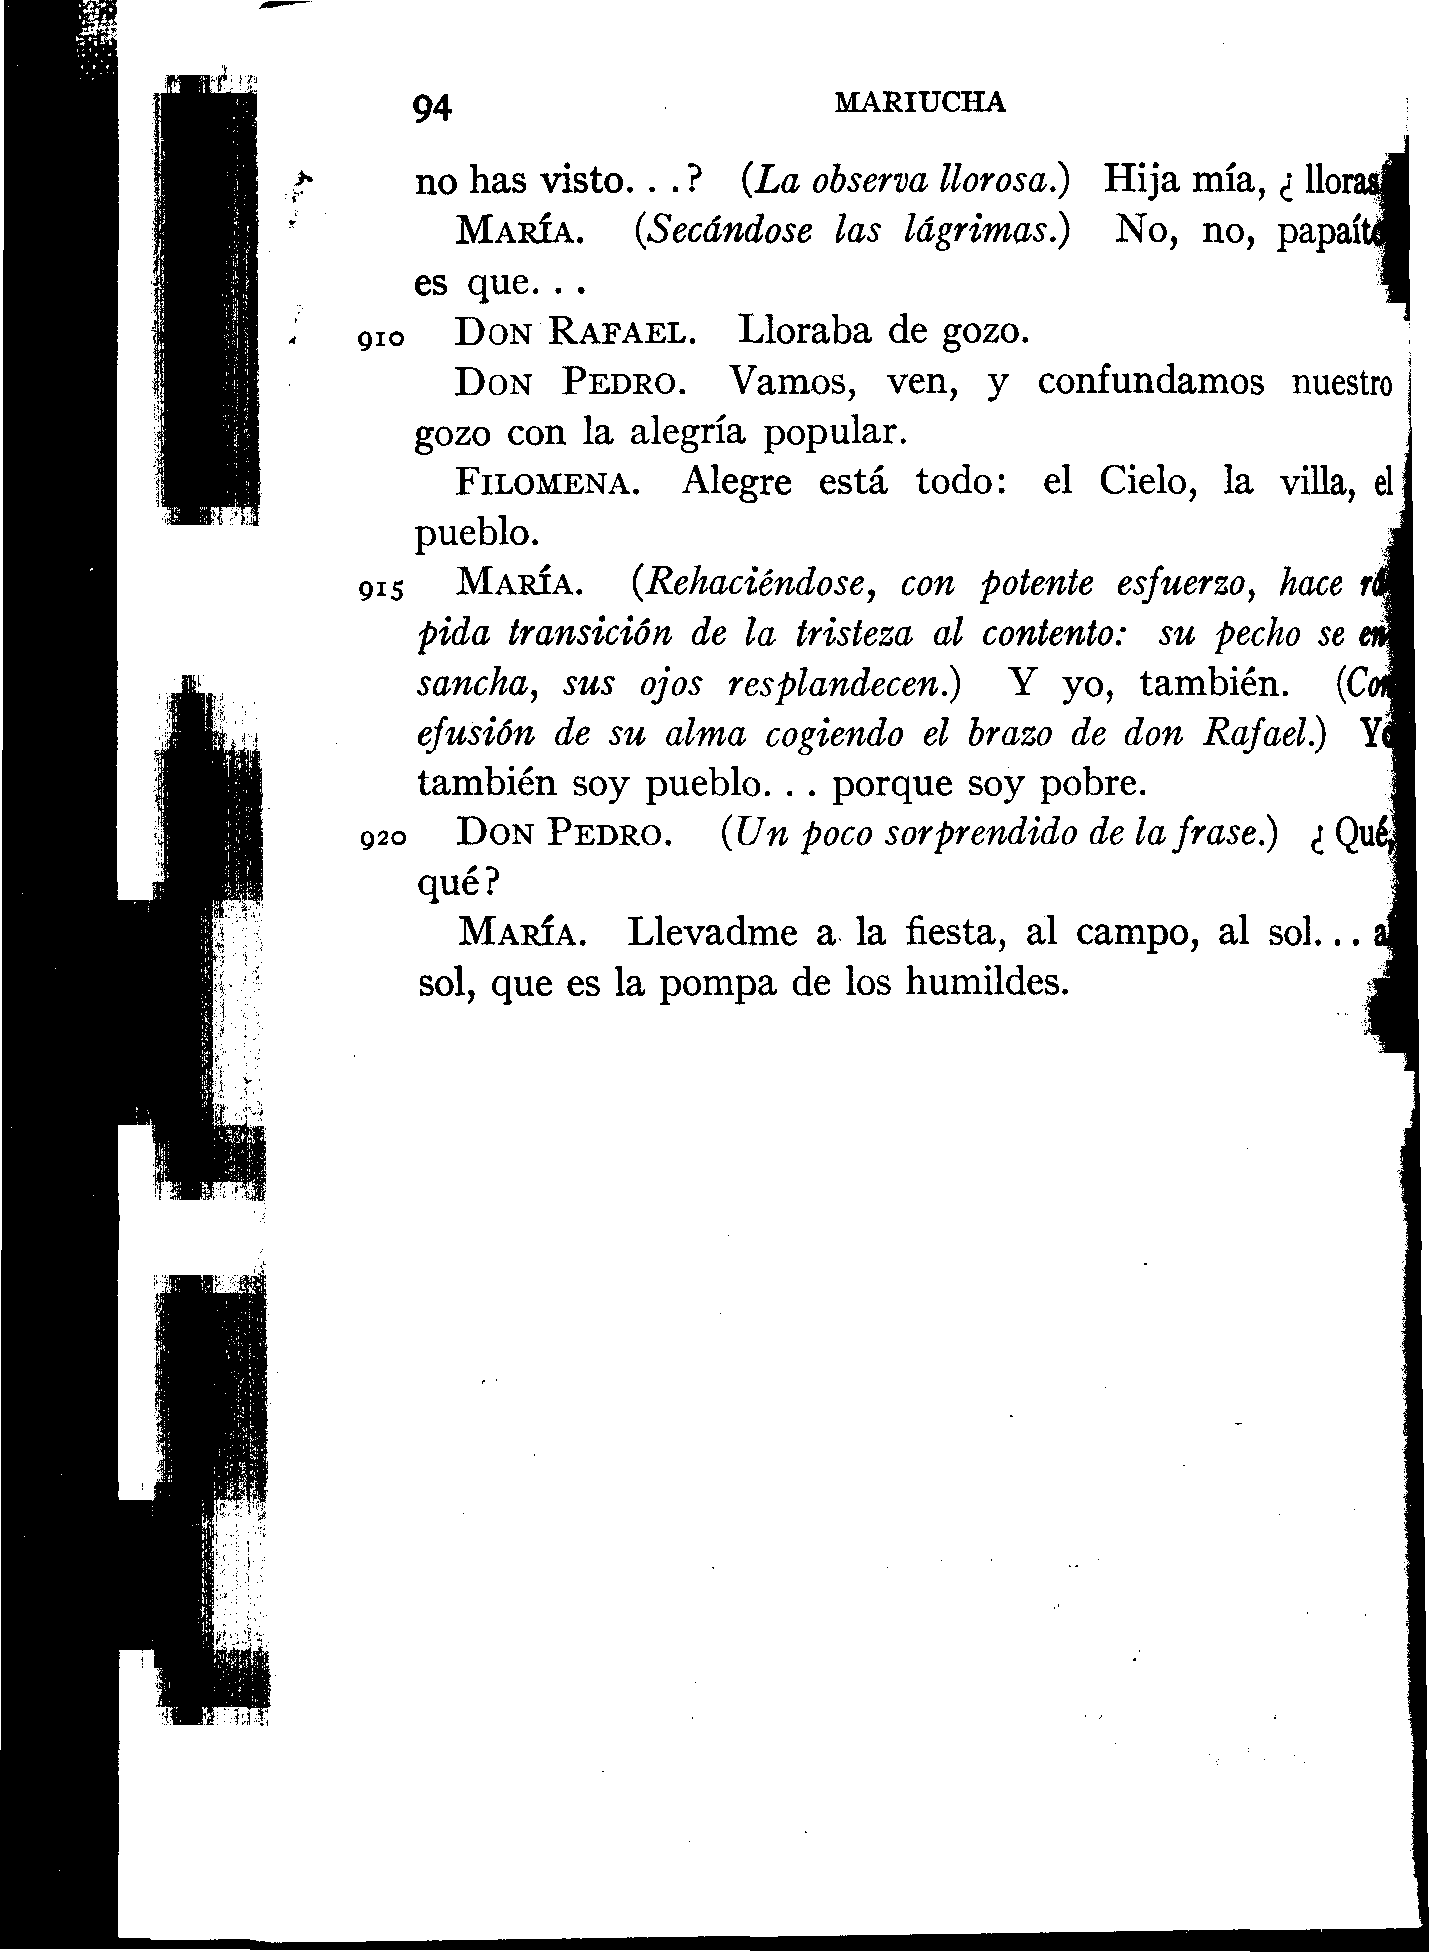 94 MARIUCHA
no has visto. . .? (La observa llorosa.) Hija mía, ¿ lloras
MARÍA. (Secándose las lágrimas.) No, no, papaíto
es que. . .
910 DON RAFAEL. Lloraba de gozo.
DON PEDRO. Vamos, ven, y confundamos nuestro
gozo con la alegría popular.
FILOMENA. Alegre está todo: el Cielo, la villa, el
pueblo.
915 MARÍA. (Rehaciéndose, con potente esfuerzo, hace rá
pida transición de la tristeza al contento: su pecho se en
sancha, sus ojos resplandecen.) Y yo, también. (Con
efusión de su alma cogiendo el brazo de don Rafael.) Yo
también soy pueblo. . . porque soy pobre.
920 DON PEDRO. (Un poco sorprendido de la frase.) ¿ Qué,
qué?
MARÍA. Llevadme a la fiesta, al campo, al sol. . . al
sol, que es la pompa de los humildes.